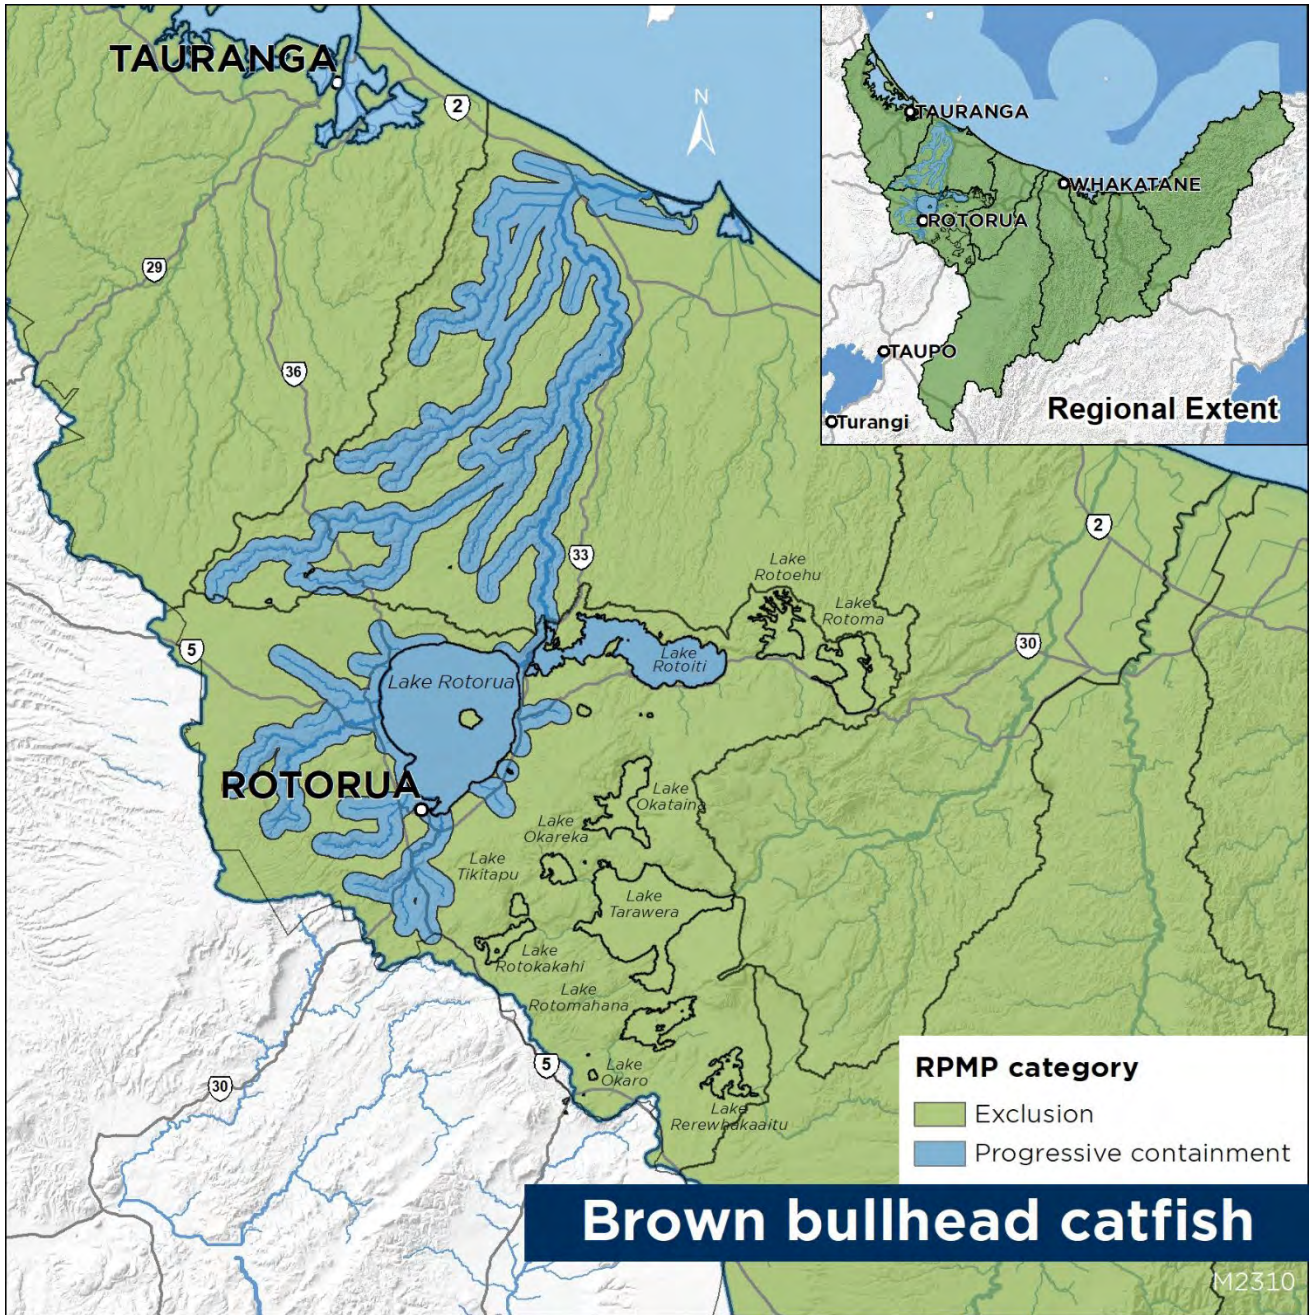 TAURANGA
2
N
29
36
33
5
Lake Rotorua
ROTORUA
Lake
Rotoiti
Lake
Rotoehu
Lake
Rotoma
30
2
Lake
Okataina
Lake
Okareka
Lake
Tikitapu
Lake
Tarawera
Lake
Rotokakahi
Lake
Rotomahana
5
Lake
Okaro
Lake
Rerewhakaaitu
30
TAURANGA
WHAKATANE
ROTORUA
TAUPO
Turangi
Regional Extent
RPMP category
Exclusion
Progressive containment
Brown bullhead catfish
M2310